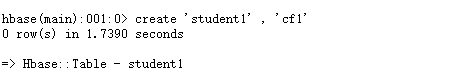 hbase(main):001:0> create 'student1' , 'cf1'
0 row(s) in 1.7390 seconds
=> Hbase::Table - student1